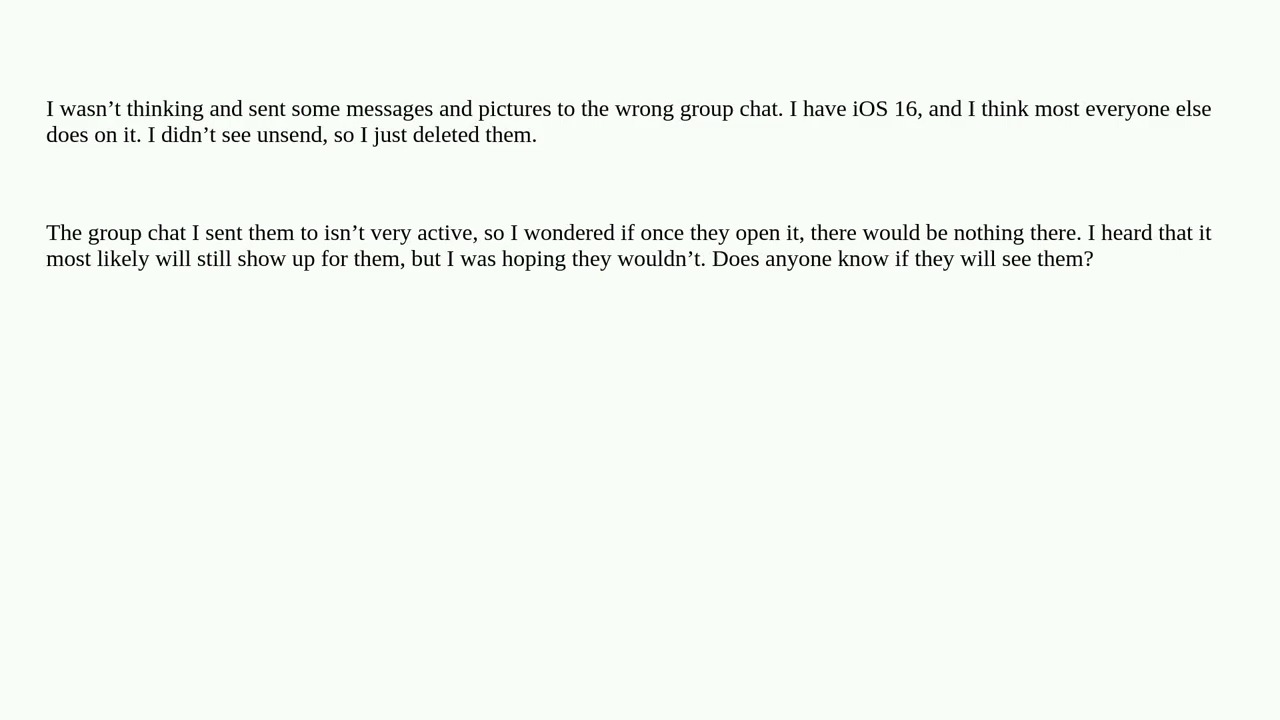 I wasn’t thinking and sent some messages and pictures to the wrong group chat. I have iOS 16, and I think most everyone else
does on it. I didn’t see unsend, so I just deleted them.
The group chat I sent them to isn’t very active, so I wondered if once they open it, there would be nothing there. I heard that it
most likely will still show up for them, but I was hoping they wouldn’t. Does anyone know if they will see them?